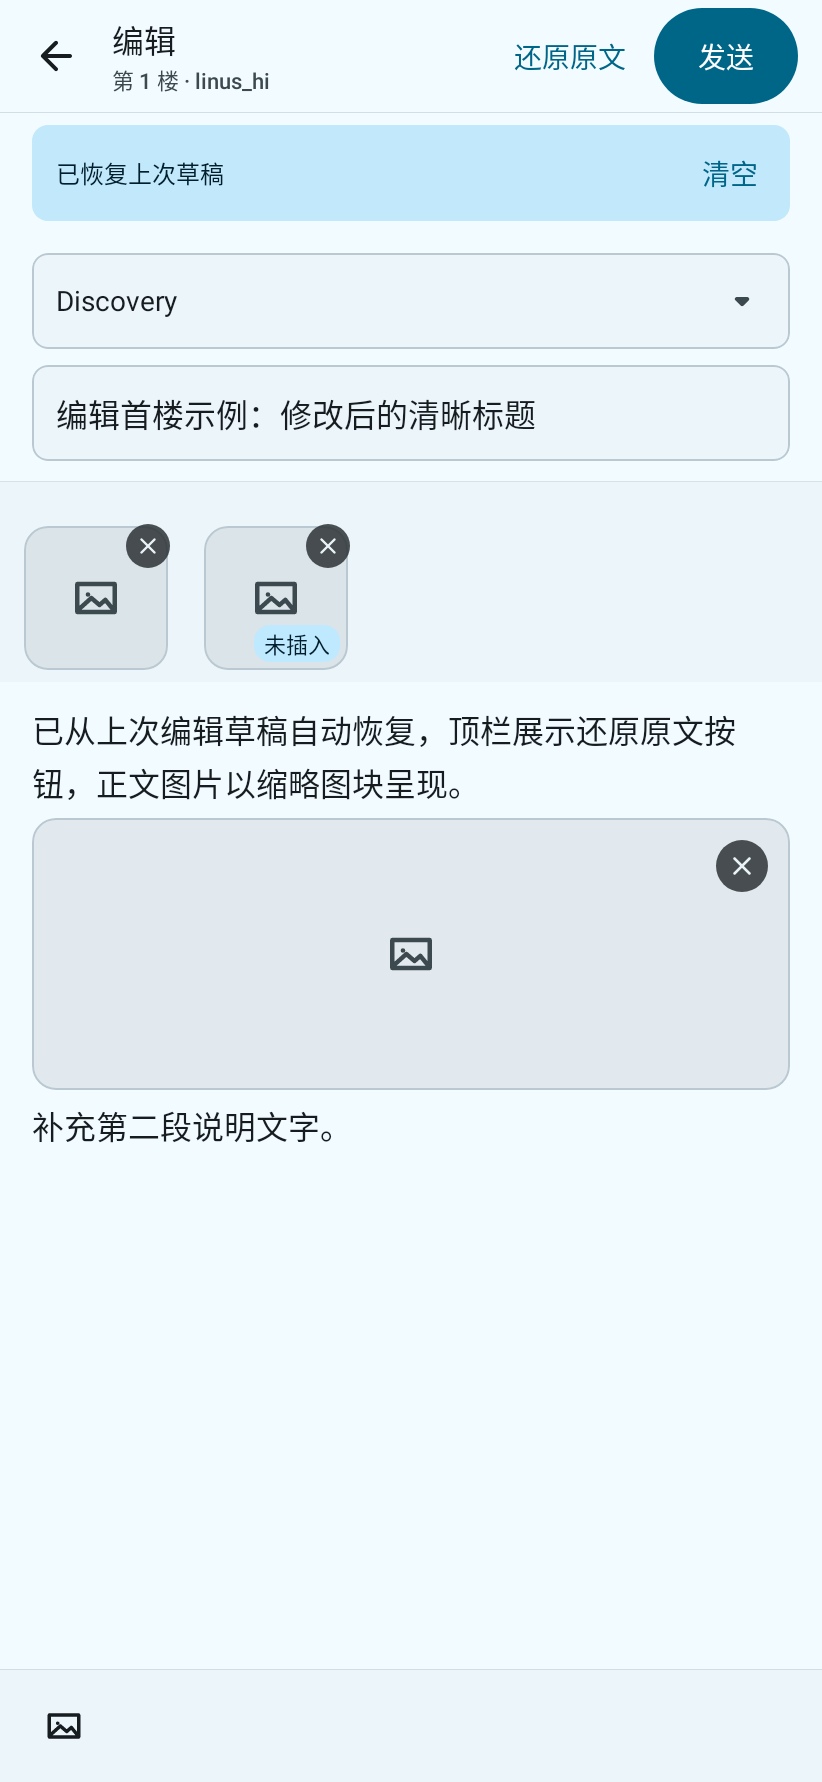 编辑
第 1 楼 · linus_hi
还原原文
发送
已恢复上次草稿
清空
Discovery
编辑首楼示例：修改后的清晰标题
未插入
已从上次编辑草稿自动恢复，顶栏展示还原原文按
钮，正文图片以缩略图块呈现。
补充第二段说明文字。